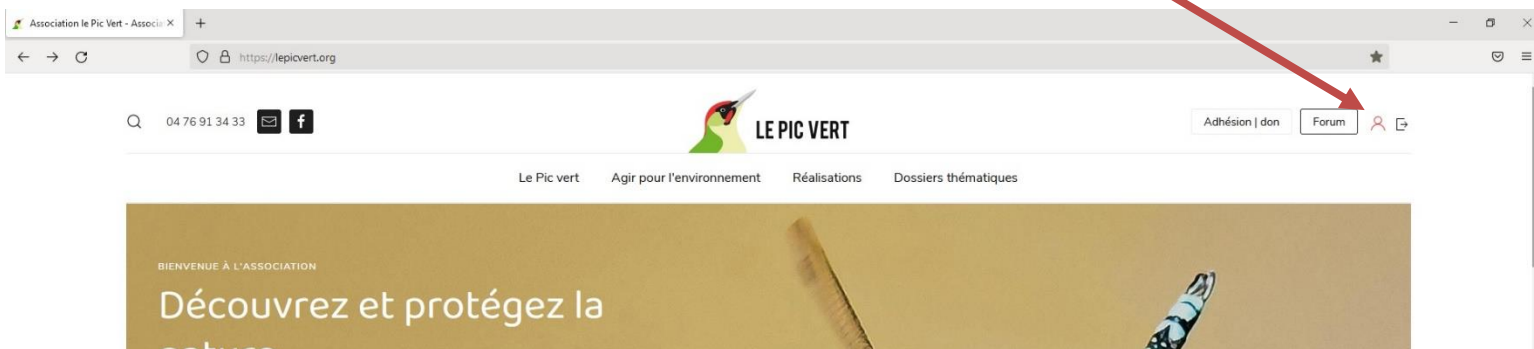 Association le Pic Vert - Associa
https://lepicvert.org
04 76 91 34 33
LE PIC VERT
Adhésion | don
Forum
Le Pic vert
Agir pour l'environnement
Réalisations
Dossiers thématiques
BIENVENUE À L'ASSOCIATION
Découvrez et protégez la